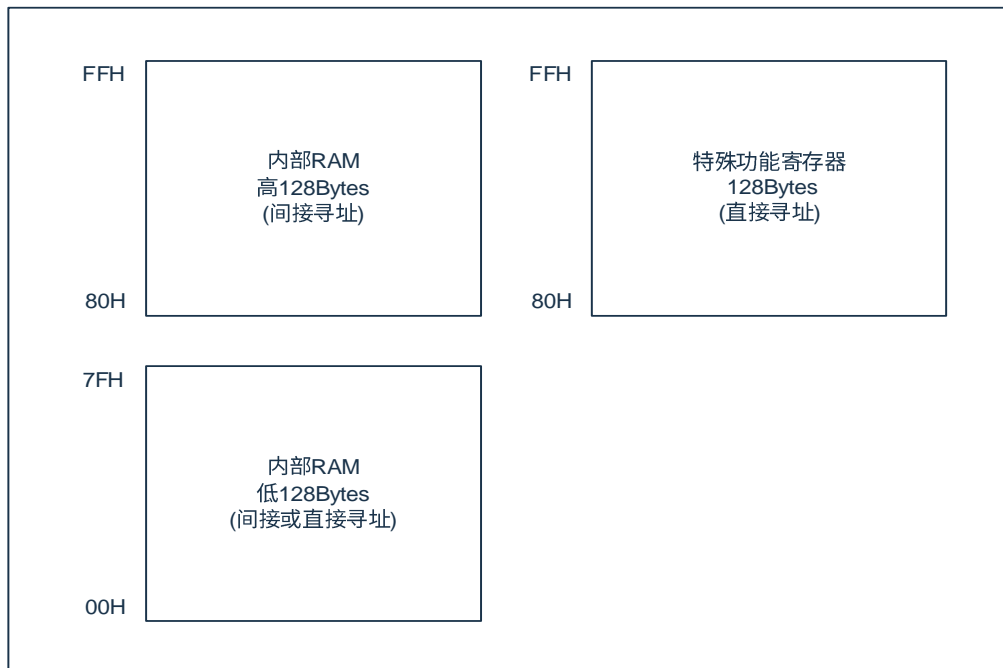 FFH
内部RAM
高128Bytes
(间接寻址)
80H
FFH
特殊功能寄存器
128Bytes
(直接寻址)
80H
7FH
内部RAM
低128Bytes
(间接或直接寻址)
00H